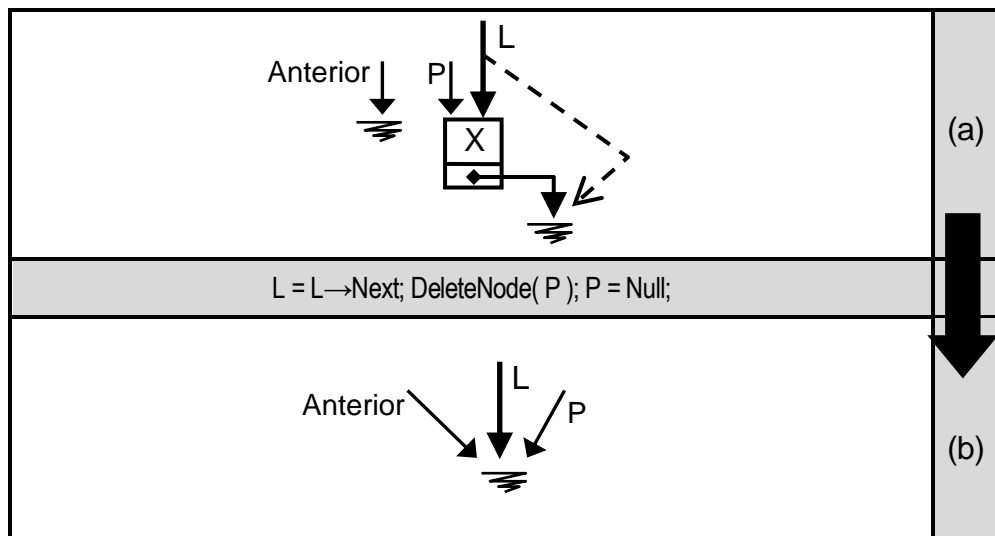 L
Anterior
P
X
(a)
L = L→Next; DeleteNode( P ); P = Null;
L
Anterior
P
(b)